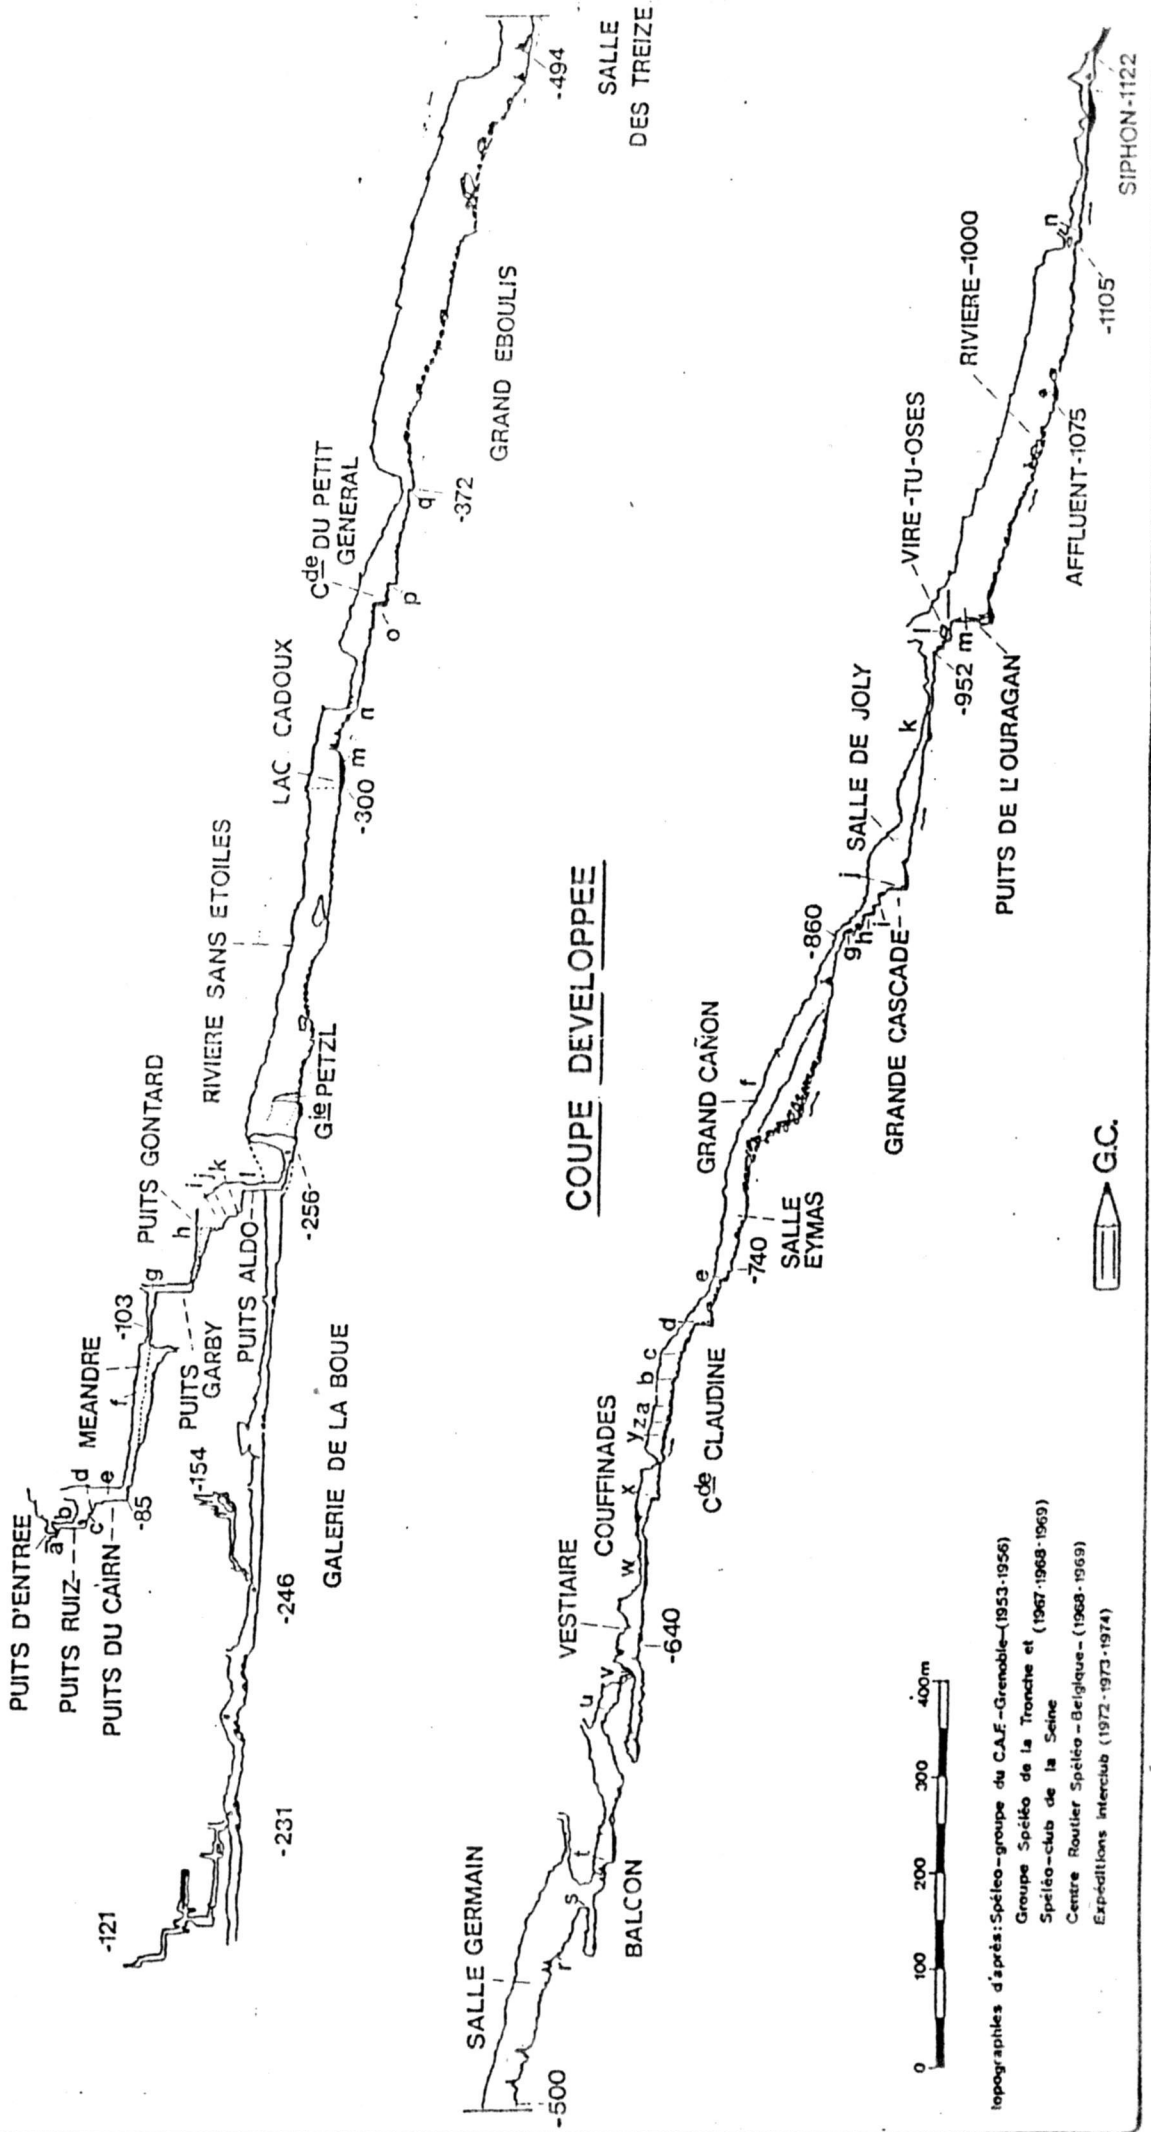 PUITS D'ENTREE
a
b
PUITS RUIZ
c
d
PUITS DU CAIRN
e
-85
MEANDRE
f
-103
g
PUITS
GARBY
PUITS GONTARD
h
i
j
k
PUITS ALDO
l
-256
-121
-231
-246
-154
GALERIE DE LA BOUE
Gie PETZL
RIVIERE SANS ETOILES
LAC CADOUX
-300
m
n
Cde DU PETIT
GENERAL
o
p
q
-372
GRAND EBOULIS
-494
SALLE
DES TREIZE
COUPE DEVELOPPEE
-500
SALLE GERMAIN
r
s
t
BALCON
u
v
VESTIAIRE
-640
w
COUFFINADES
x
y
z
a
b
c
d
Cde CLAUDINE
e
-740
SALLE
EYMAS
GRAND CAÑON
f
-860
g
h
i
j
GRANDE CASCADE
SALLE DE JOLY
k
-952
l
m
VIRE-TU-OSES
PUITS DE L'OURAGAN
RIVIERE-1000
AFFLUENT-1075
n
-1105
SIPHON-1122
0 100 200 300 400m
topographies d'après: Spéleo-groupe du C.A.F.-Grenoble-(1953-1956)
Groupe Spéléo de la Tronche et
Spéléo-club de la Seine (1967-1968-1969)
Centre Routier Spéléo-Belgique-(1968-1969)
Expéditions interclub (1972-1973-1974)
G.C.